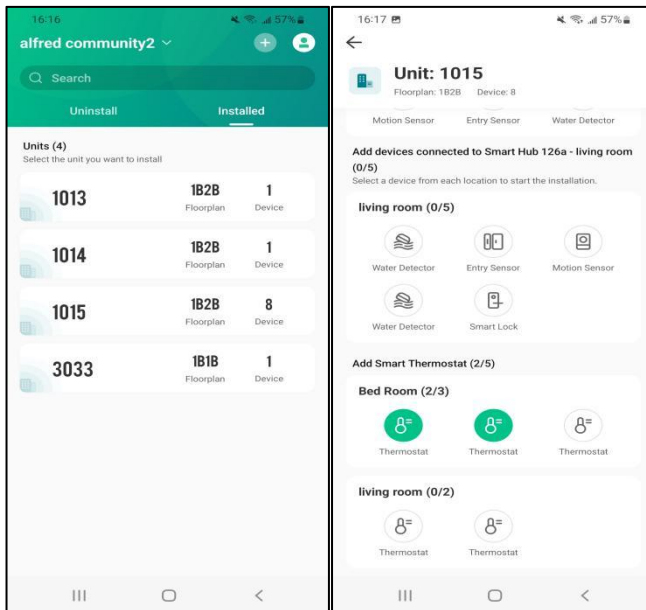 16:16
57%
alfred community2
Search
Uninstall Installed
Units (4)
Select the unit you want to install
1013 1B2B 1
Floorplan Device
1014 1B2B 1
Floorplan Device
1015 1B2B 8
Floorplan Device
3033 1B1B 1
Floorplan Device
16:17
57%
Unit: 1015
Floorplan: 1B2B Device: 8
Motion Sensor Entry Sensor Water Detector
Add devices connected to Smart Hub 126a - living room
(0/5)
Select a device from each location to start the installation.
living room (0/5)
Water Detector Entry Sensor Motion Sensor
Water Detector Smart Lock
Add Smart Thermostat (2/5)
Bed Room (2/3)
Thermostat Thermostat Thermostat
living room (0/2)
Thermostat Thermostat